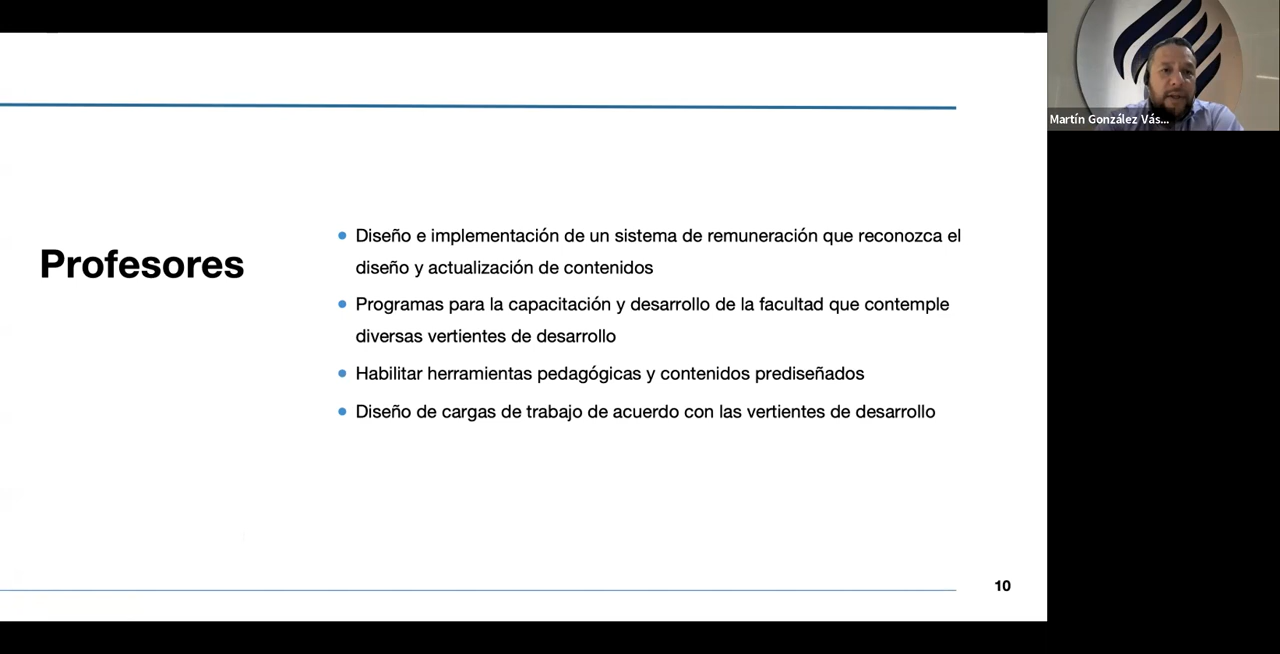 Profesores
Diseño e implementación de un sistema de remuneración que reconozca el
diseño y actualización de contenidos
Programas para la capacitación y desarrollo de la facultad que contemple
diversas vertientes de desarrollo
Habilitar herramientas pedagógicas y contenidos prediseñados
Diseño de cargas de trabajo de acuerdo con las vertientes de desarrollo
10
Martín González Vás...